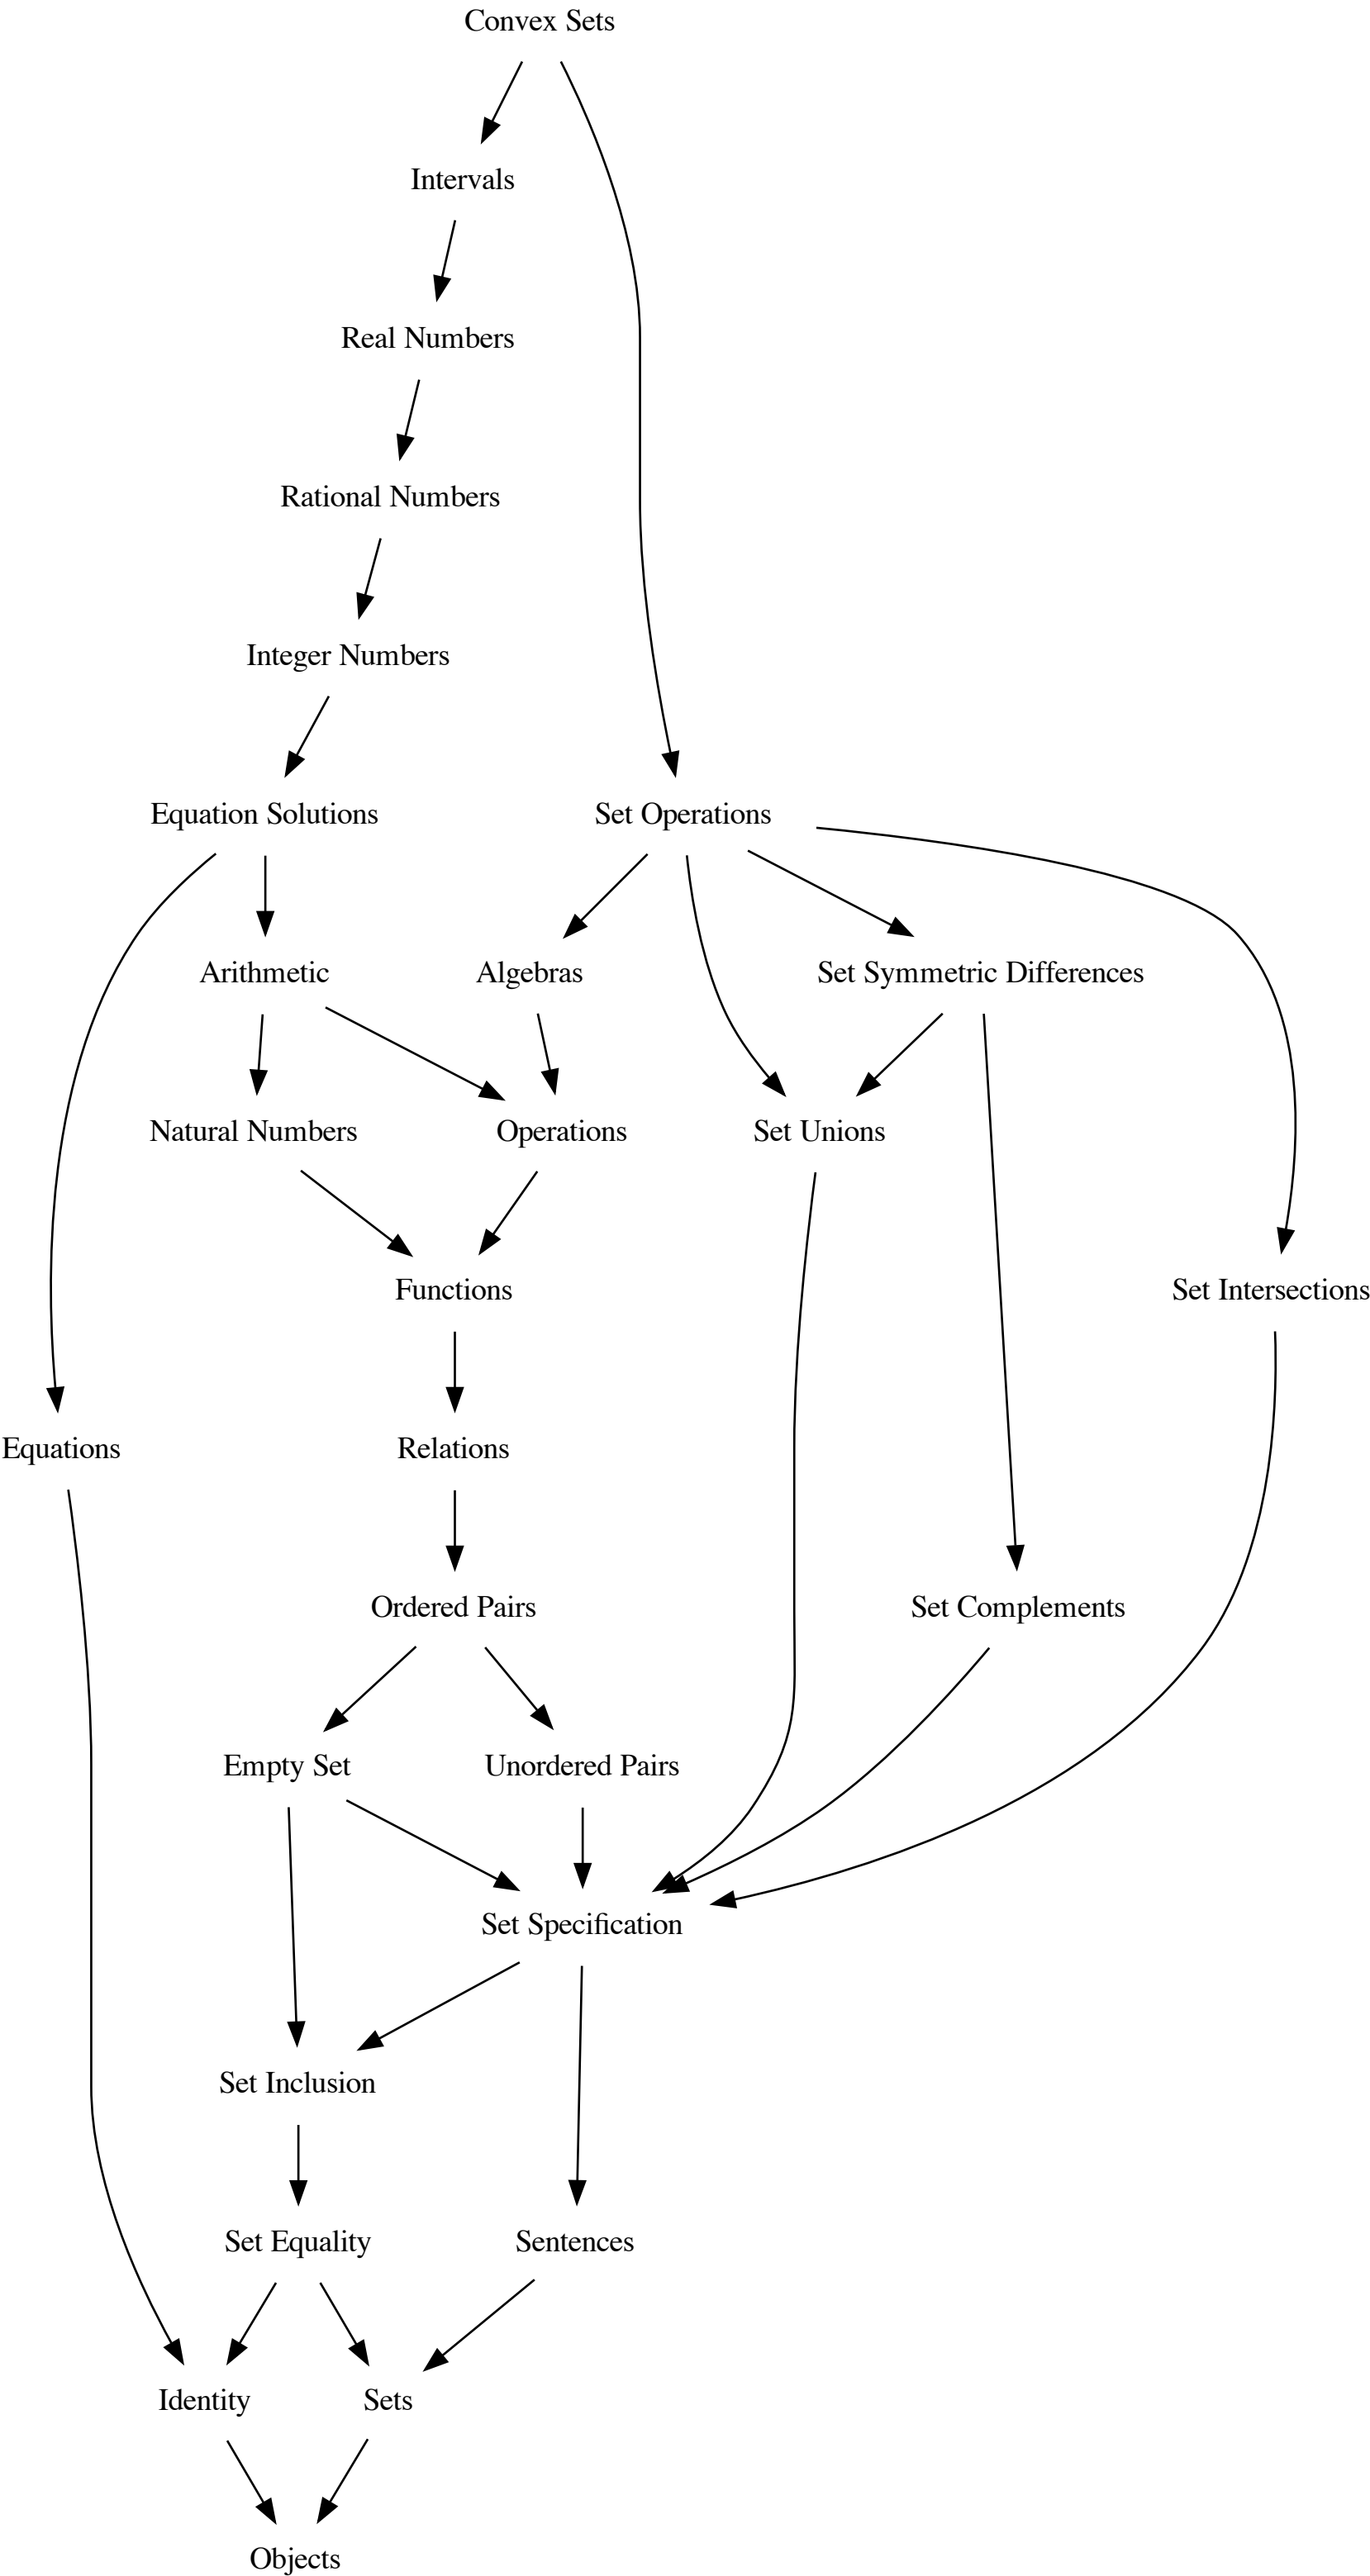 Convex Sets
Intervals
Real Numbers
Rational Numbers
Integer Numbers
Equation Solutions
Set Operations
Arithmetic
Algebras
Set Symmetric Differences
Natural Numbers
Operations
Set Unions
Functions
Set Intersections
Equations
Relations
Ordered Pairs
Set Complements
Empty Set
Unordered Pairs
Set Specification
Set Inclusion
Set Equality
Sentences
Identity
Sets
Objects